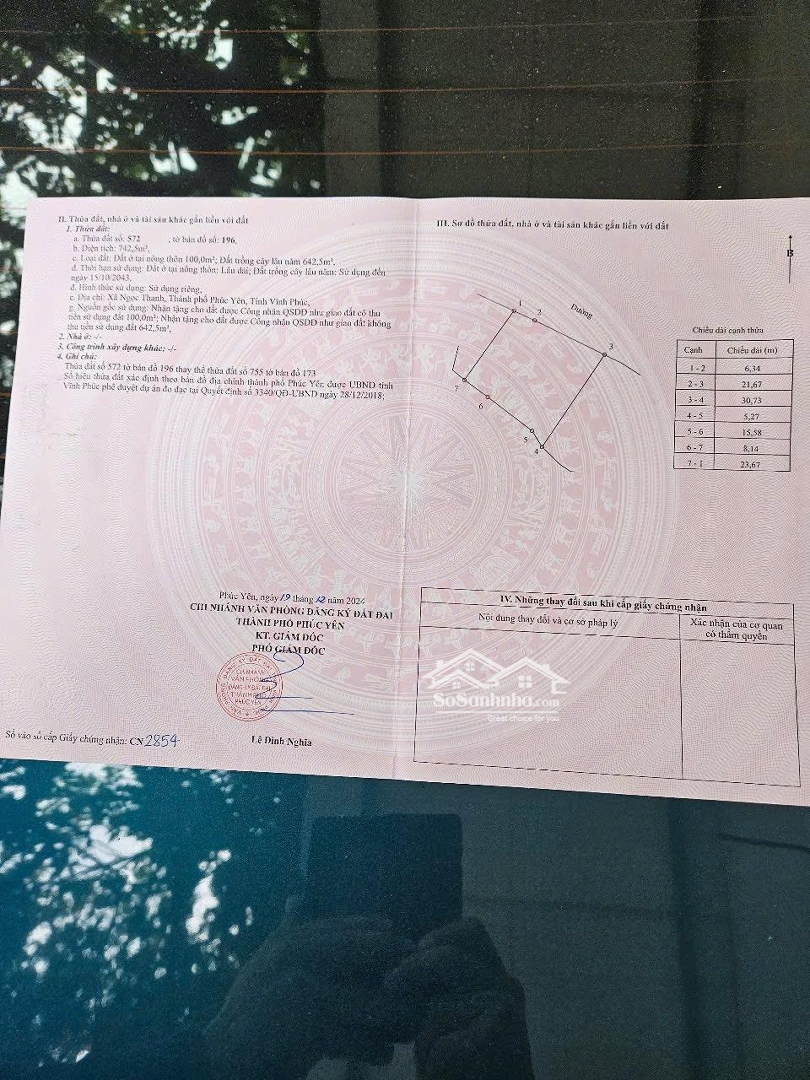 II. Thửa đất, nhà ở và tài sản khác gắn liền với đất
1. Thửa đất:
a. Thửa đất số: 572 , tờ bản đồ số: 196,
b. Diện tích: 742,5m²,
c. Loại đất: Đất ở tại nông thôn 100,0m²; Đất trồng cây lâu năm 642,5m²,
d. Thời hạn sử dụng: Đất ở tại nông thôn: Lâu dài; Đất trồng cây lâu năm: Sử dụng đến
ngày 15/10/2043,
đ. Hình thức sử dụng: Sử dụng riêng,
e. Địa chỉ: Xã Ngọc Thanh, Thành phố Phúc Yên, Tỉnh Vĩnh Phúc,
g. Nguồn gốc sử dụng: Nhận tặng cho đất được Công nhận QSDĐ như giao đất có thu
tiền sử dụng đất 100,0m²; Nhận tặng cho đất được Công nhận QSDĐ như giao đất không
thu tiền sử dụng đất 642,5m²,
2. Nhà ở: -/-
3. Công trình xây dựng khác: -/-
4. Ghi chú:
Thửa đất số 572 tờ bản đồ 196 thay thế thửa đất số 755 tờ bản đồ 173
Số hiệu thửa đất xác định theo bản đồ địa chính thành phố Phúc Yên được UBND tỉnh
Vĩnh Phúc phê duyệt dự án đo đạc tại Quyết định số 3340/QĐ-UBND ngày 28/12/2018;
Phúc Yên, ngày 19 tháng 12 năm 2024
CHI NHÁNH VĂN PHÒNG ĐĂNG KÝ ĐẤT ĐAI
THÀNH PHỐ PHÚC YÊN
KT. GIÁM ĐỐC
PHÓ GIÁM ĐỐC
CHI NHÁNH
VĂN PHÒNG
ĐĂNG KÝ ĐẤT ĐAI
THÀNH PHỐ
PHÚC YÊN
Lê Đình Nghĩa
Số vào sổ cấp Giấy chứng nhận: CN 2854
III. Sơ đồ thửa đất, nhà ở và tài sản khác gắn liền với đất
B
Đường
1
2
3
7
6
5
4
Chiều dài cạnh thửa
Cạnh Chiều dài (m)
1 - 2 6,34
2 - 3 21,67
3 - 4 30,73
4 - 5 5,27
5 - 6 15,58
6 - 7 8,14
7 - 1 23,67
IV. Những thay đổi sau khi cấp giấy chứng nhận
Nội dung thay đổi và cơ sở pháp lý
Xác nhận của cơ quan
có thẩm quyền
SoSanhnha.com
Great choice for you